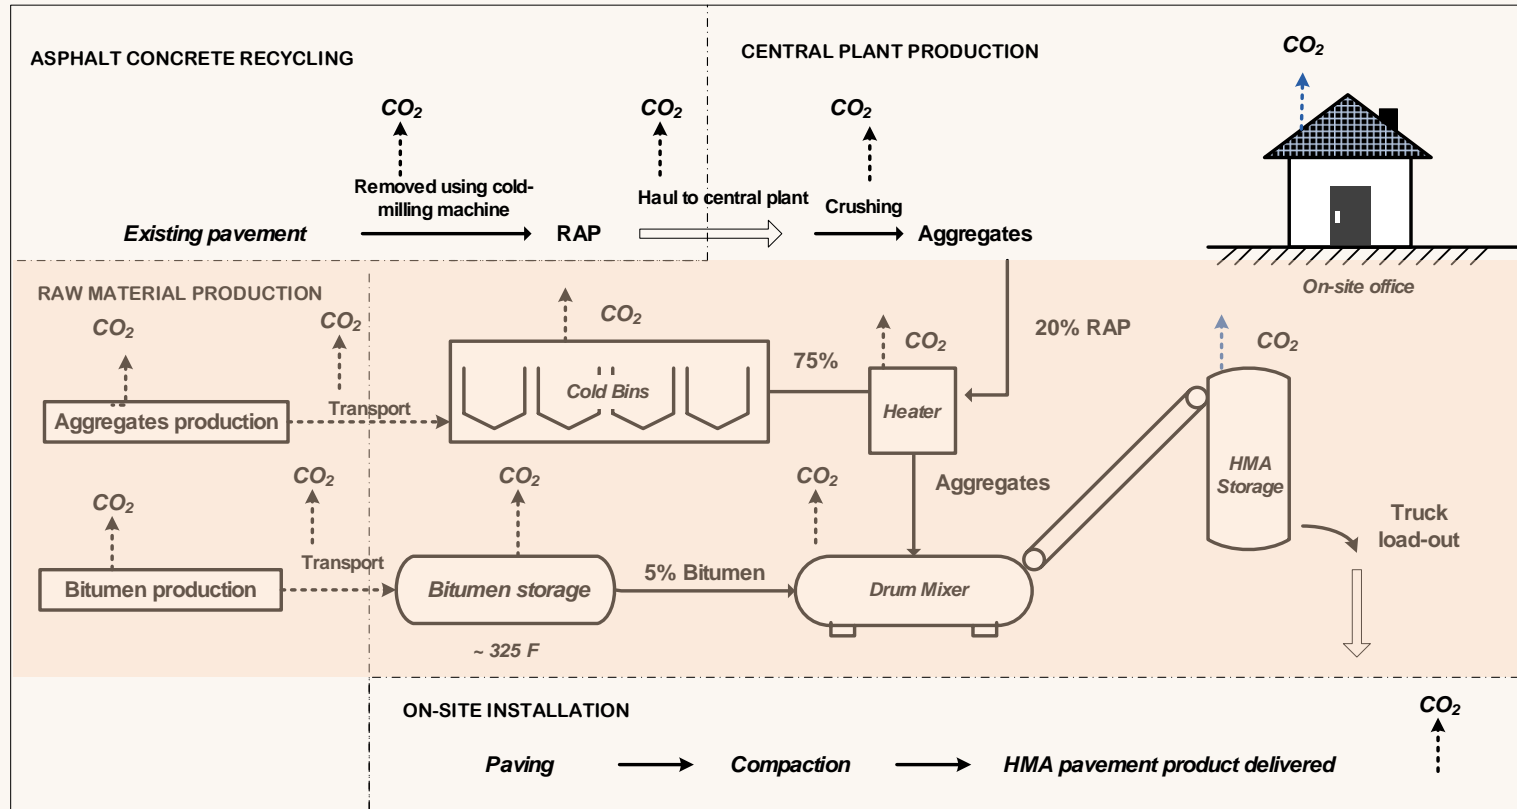 ASPHALT CONCRETE RECYCLING
CENTRAL PLANT PRODUCTION
CO2
CO2
CO2
CO2
Removed using cold-
milling machine
Haul to central plant
Crushing
Existing pavement
RAP
Aggregates
On-site office
RAW MATERIAL PRODUCTION
CO2
CO2
CO2
CO2
CO2
20% RAP
75%
Cold Bins
Heater
Transport
Aggregates production
HMA
Storage
CO2
CO2
CO2
CO2
Aggregates
Truck
load-out
Transport
Bitumen production
Bitumen storage
5% Bitumen
Drum Mixer
~ 325 F
ON-SITE INSTALLATION
CO2
Paving
Compaction
HMA pavement product delivered